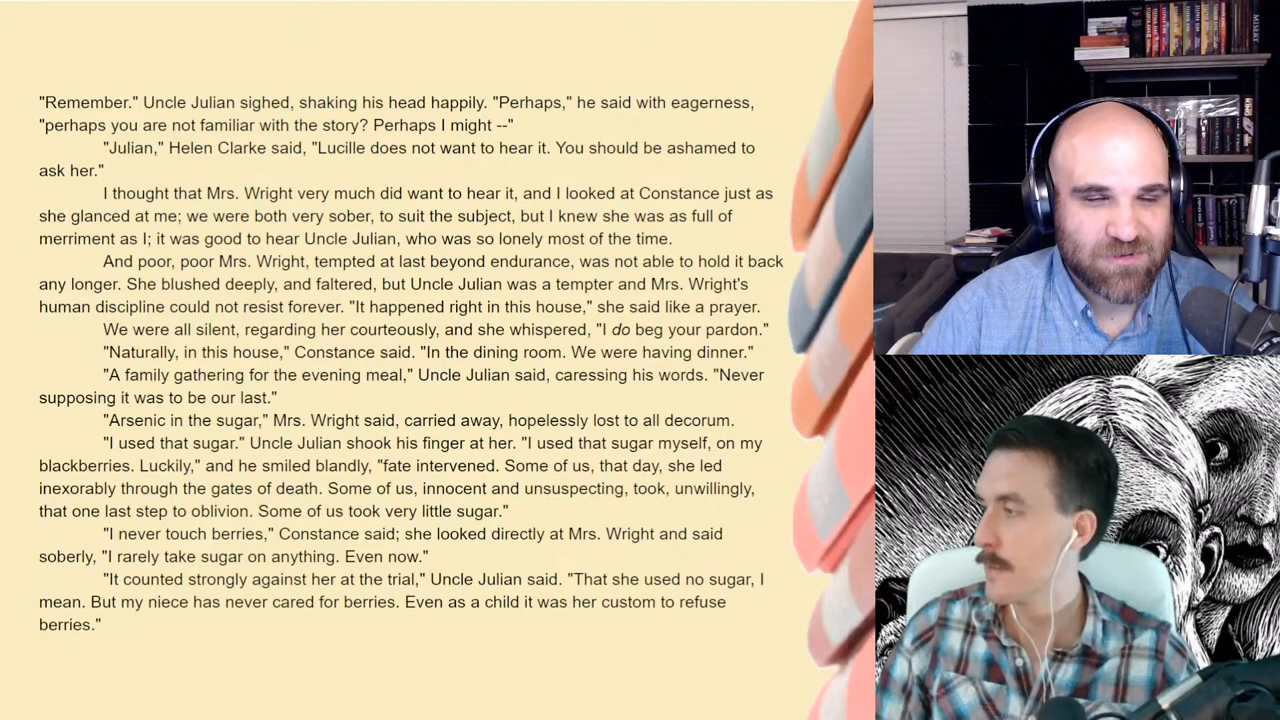 "Remember." Uncle Julian sighed, shaking his head happily. "Perhaps," he said with eagerness,
"perhaps you are not familiar with the story? Perhaps I might --"
"Julian," Helen Clarke said, "Lucille does not want to hear it. You should be ashamed to
ask her."
I thought that Mrs. Wright very much did want to hear it, and I looked at Constance just as
she glanced at me; we were both very sober, to suit the subject, but I knew she was as full of
merriment as I; it was good to hear Uncle Julian, who was so lonely most of the time.
And poor, poor Mrs. Wright, tempted at last beyond endurance, was not able to hold it back
any longer. She blushed deeply, and faltered, but Uncle Julian was a tempter and Mrs. Wright's
human discipline could not resist forever. "It happened right in this house," she said like a prayer.
We were all silent, regarding her courteously, and she whispered, "I do beg your pardon."
"Naturally, in this house," Constance said. "In the dining room. We were having dinner."
"A family gathering for the evening meal," Uncle Julian said, caressing his words. "Never
supposing it was to be our last."
"Arsenic in the sugar," Mrs. Wright said, carried away, hopelessly lost to all decorum.
"I used that sugar." Uncle Julian shook his finger at her. "I used that sugar myself, on my
blackberries. Luckily," and he smiled blandly, "fate intervened. Some of us, that day, she led
inexorably through the gates of death. Some of us, innocent and unsuspecting, took, unwillingly,
that one last step to oblivion. Some of us took very little sugar."
"I never touch berries," Constance said; she looked directly at Mrs. Wright and said
soberly, "I rarely take sugar on anything. Even now."
"It counted strongly against her at the trial," Uncle Julian said. "That she used no sugar, I
mean. But my niece has never cared for berries. Even as a child it was her custom to refuse
berries."
MISERY
KING